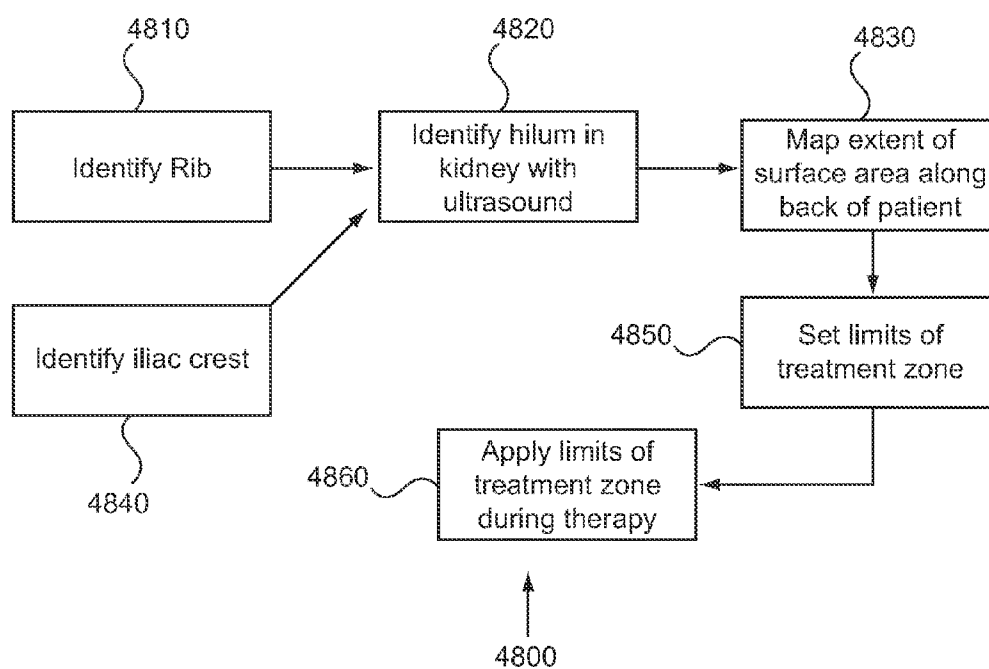 4810
4820
4830
Identify Rib
Identify hilum in
kidney with
ultrasound
Map extent of
surface area along
back of patient
Identify iliac crest
4840
4850
Set limits of
treatment zone
4860
Apply limits of
treatment zone
during therapy
4800